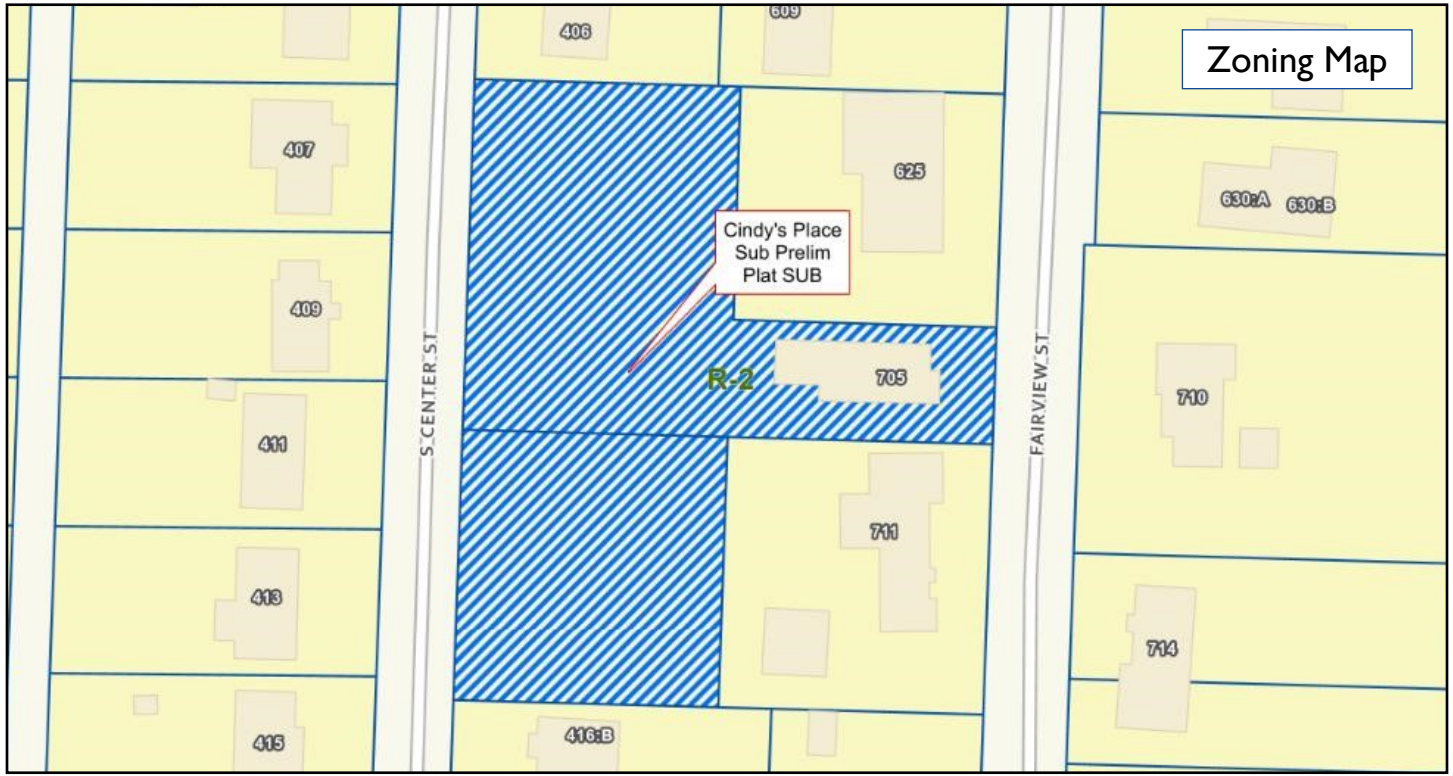 Zoning Map
406
609
407
625
630:A
630:B
Cindy's Place
Sub Prelim
Plat SUB
409
S CENTER ST
FAIRVIEW ST
R-2
705
710
411
711
413
714
416:B
415